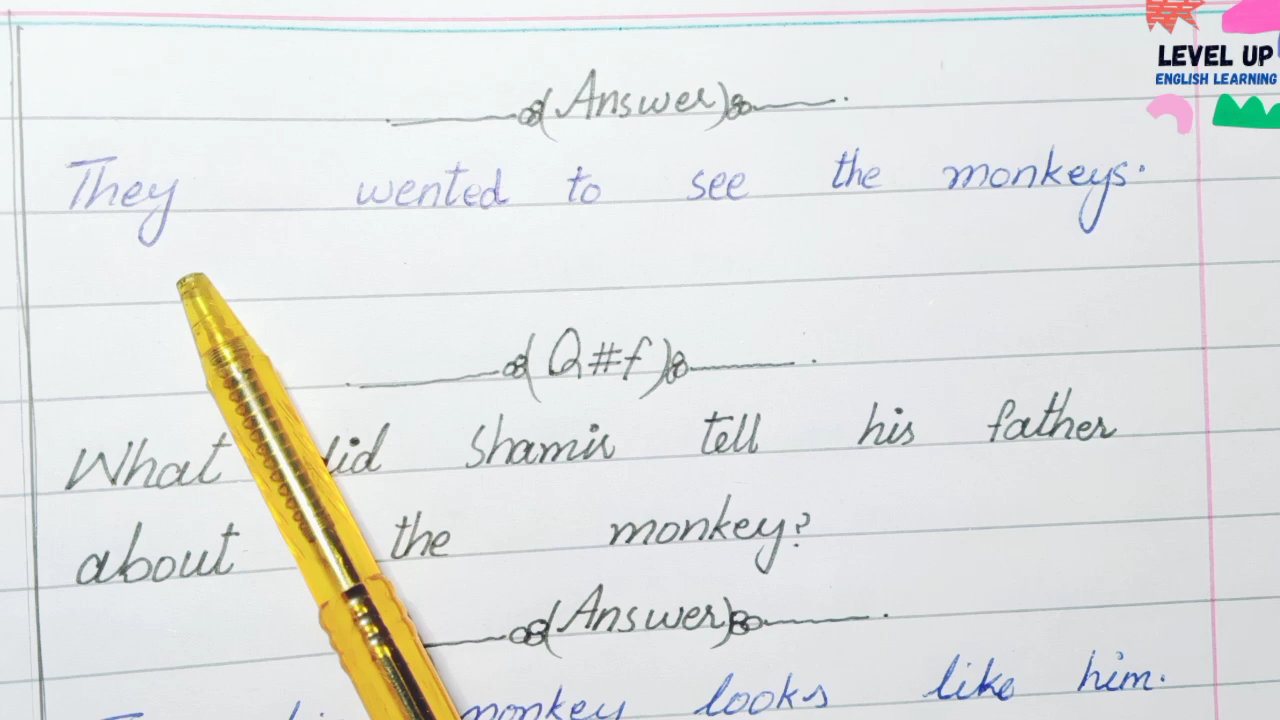 LEVEL UP
ENGLISH LEARNING
(Answer)
They wented to see the monkeys.
(Q#f)
What did Shamir tell his father
about the monkey?
(Answer)
monkey looks like him.